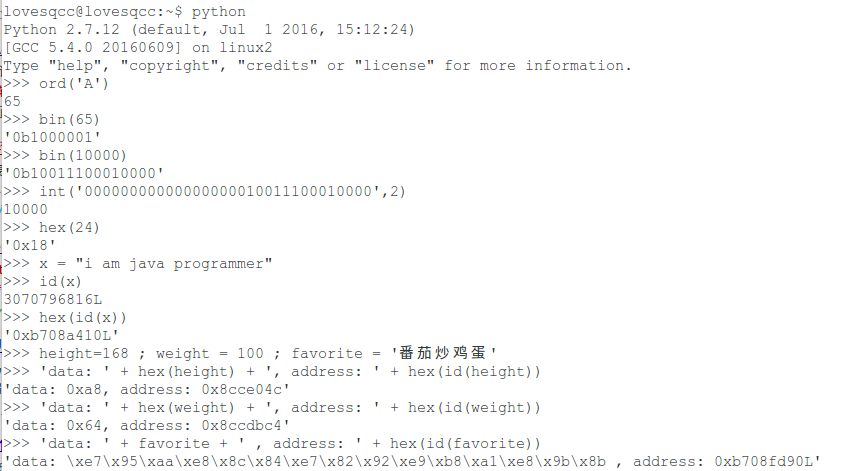 lovesqcc@lovesqcc:~$ python
Python 2.7.12 (default, Jul  1 2016, 15:12:24)
[GCC 5.4.0 20160609] on linux2
Type "help", "copyright", "credits" or "license" for more information.
>>> ord('A')
65
>>> bin(65)
'0b1000001'
>>> bin(10000)
'0b10011100010000'
>>> int('00000000000000000010011100010000',2)
10000
>>> hex(24)
'0x18'
>>> x = "i am java programmer"
>>> id(x)
3070796816L
>>> hex(id(x))
'0xb708a410L'
>>> height=168 ; weight = 100 ; favorite = '番茄炒鸡蛋'
>>> 'data: ' + hex(height) + ', address: ' + hex(id(height))
'data: 0xa8, address: 0x8cce04c'
>>> 'data: ' + hex(weight) + ', address: ' + hex(id(weight))
'data: 0x64, address: 0x8ccdbc4'
>>> 'data: ' + favorite + ' , address: ' + hex(id(favorite))
'data: \xe7\x95\xaa\xe8\x8c\x84\xe7\x82\x92\xe9\xb8\xa1\xe8\x9b\x8b , address: 0xb708fd90L'